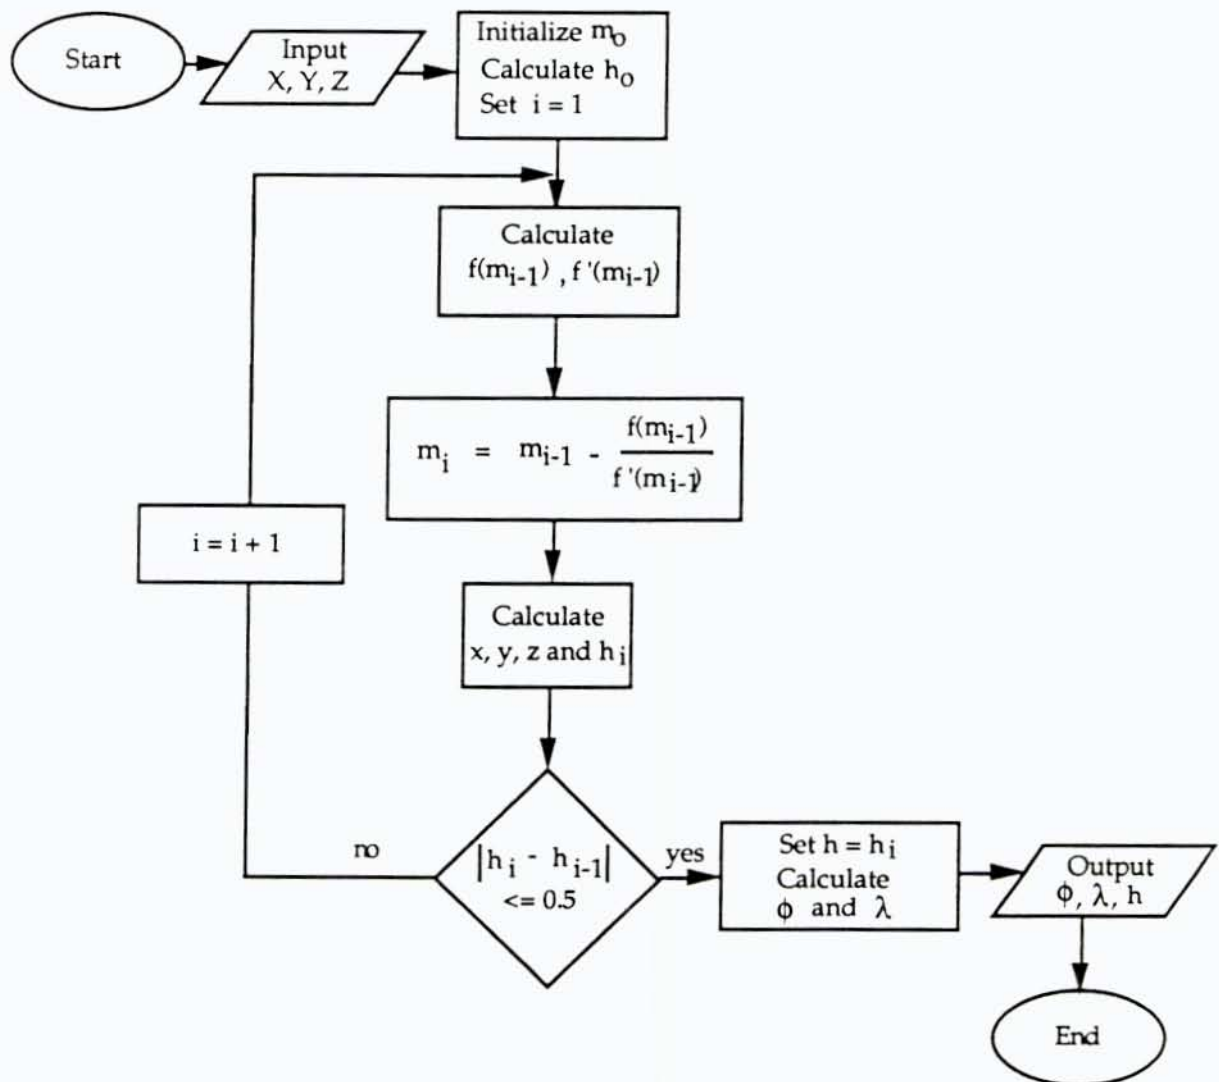 Start
Input
X, Y, Z
Initialize m₀
Calculate h₀
Set i = 1
Calculate
f(mᵢ₋₁) , f '(mᵢ₋₁)
mᵢ = mᵢ₋₁ - f(mᵢ₋₁)
f '(mᵢ₋₁)
i = i + 1
Calculate
x, y, z and hᵢ
|hᵢ - hᵢ₋₁|
<= 0.5
no
yes
Set h = hᵢ
Calculate
ϕ and λ
Output
ϕ, λ, h
End